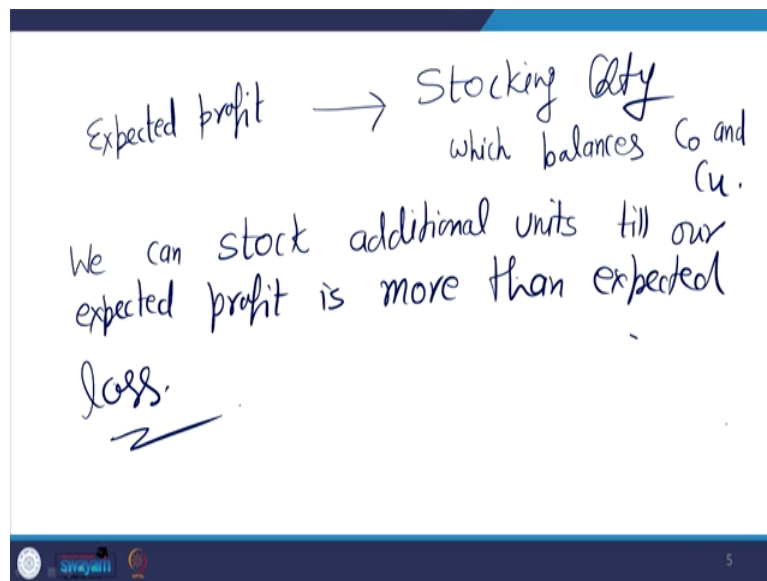 Expected profit → Stocking Qty
which balances Co and
Cu.
We can stock additional units till our
expected profit is more than expected
loss.
swayam
5